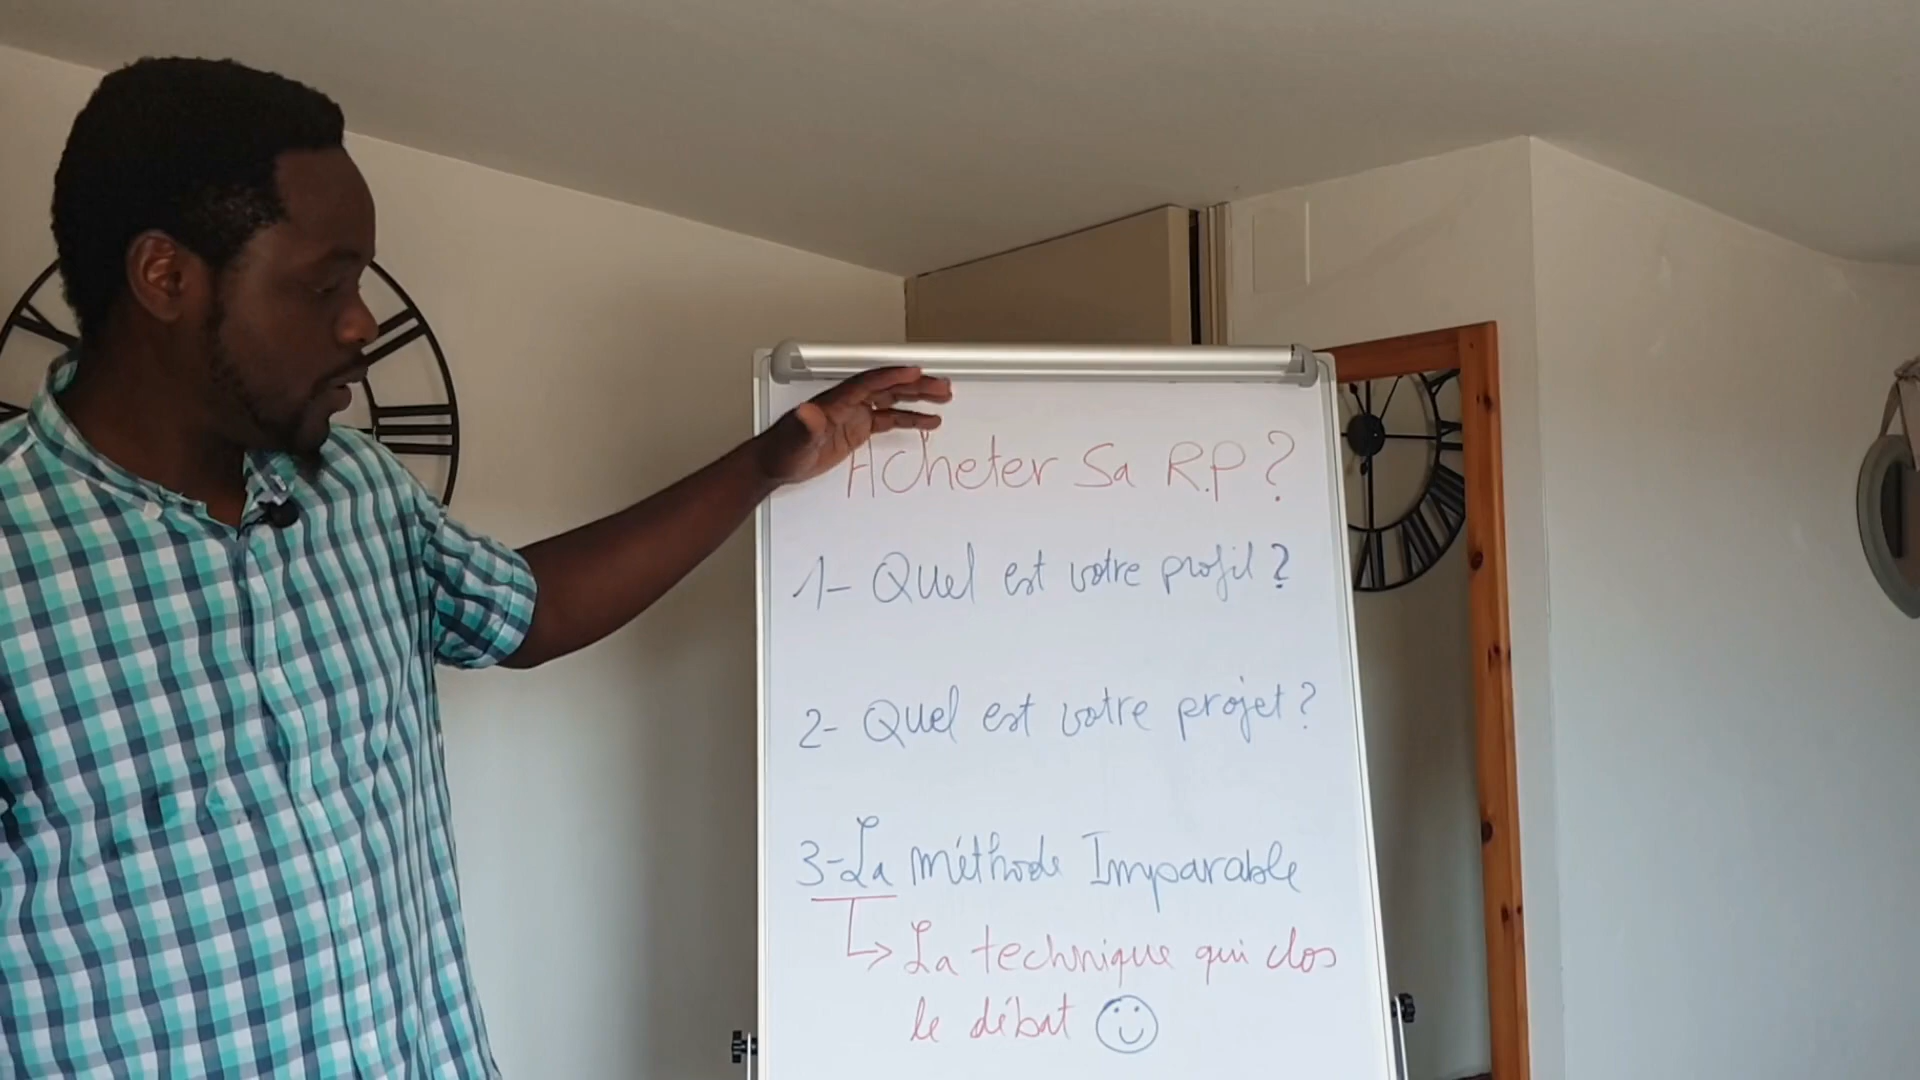 Acheter Sa R.P ?
1- Quel est votre profil ?
2- Quel est votre projet ?
3- La méthode Imparable
↳ La technique qui clos
le débat ☺